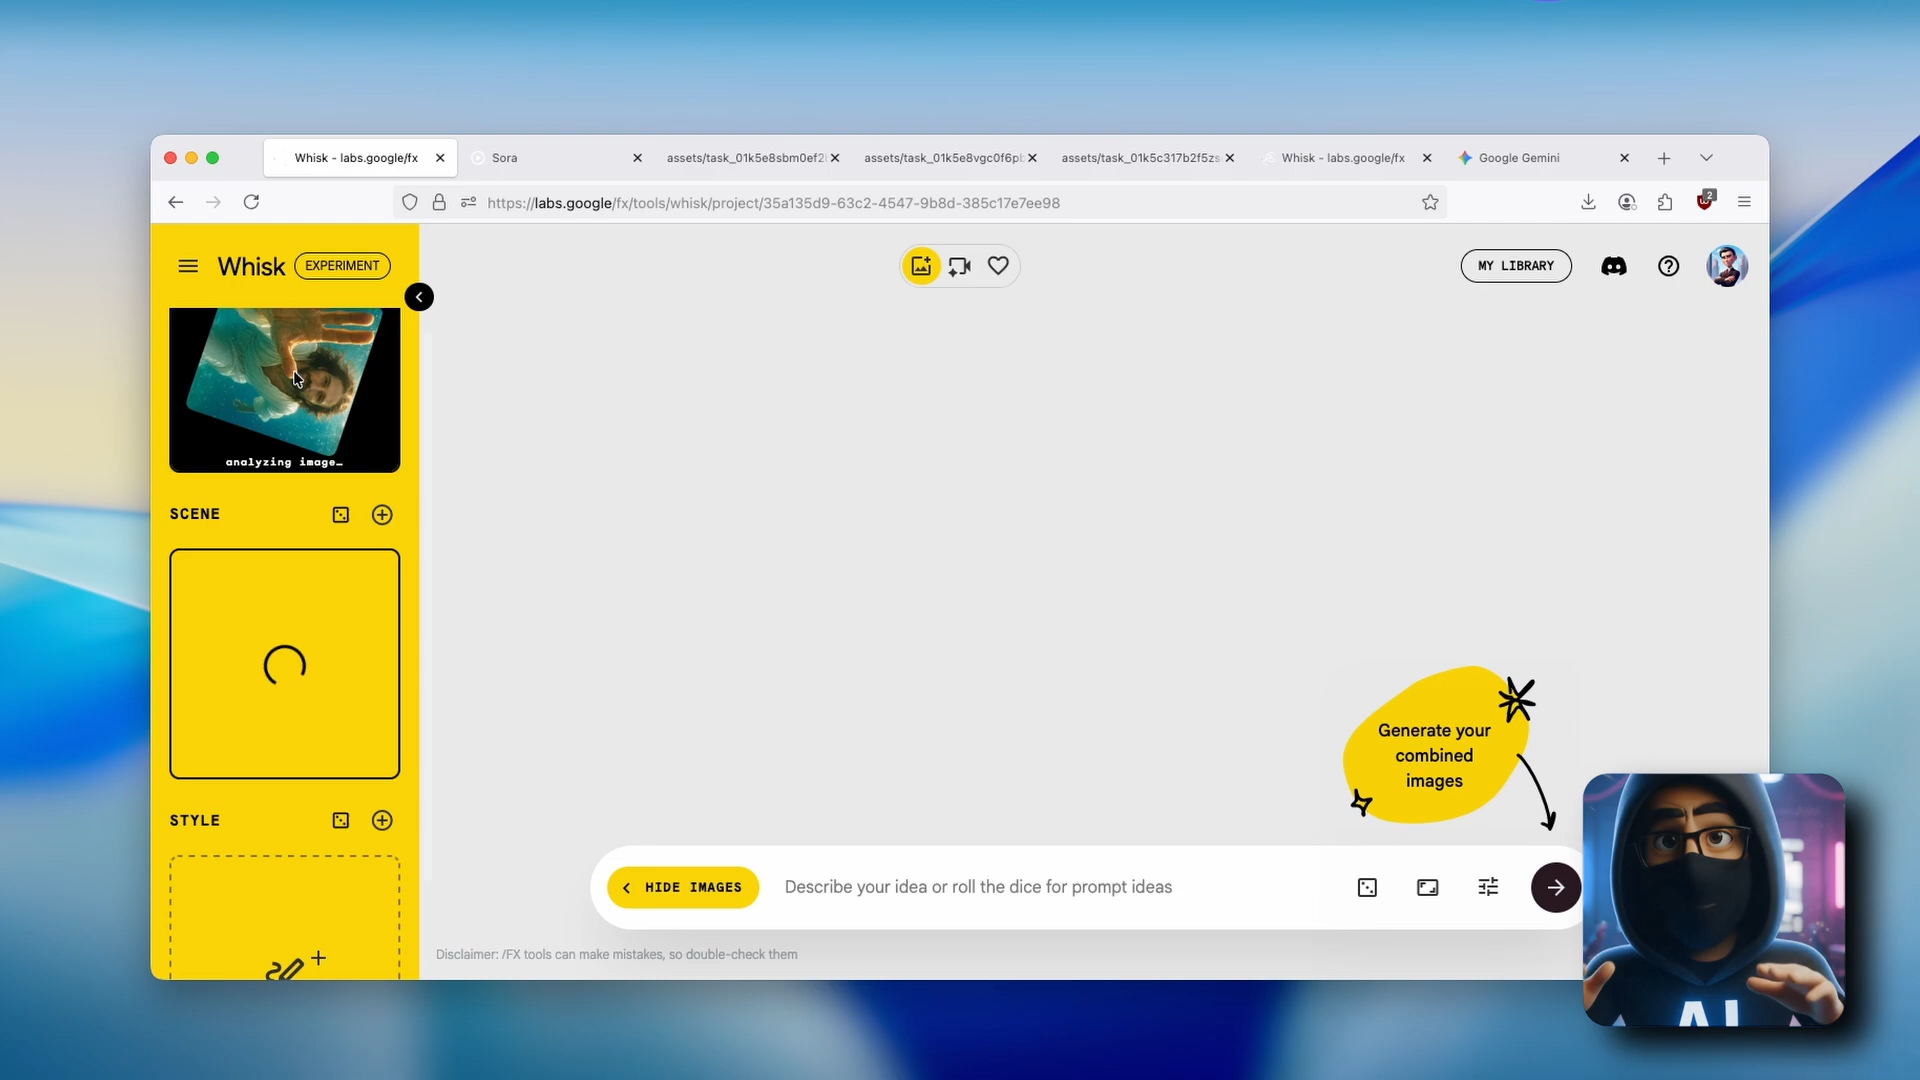 Whisk - labs.google/fx
Sora
assets/task_01k5e8sbm0ef2
assets/task_01k5e8vgc0f6p
assets/task_01k5c317b2f5zs
Whisk - labs.google/fx
Google Gemini
https://labs.google/fx/tools/whisk/project/35a135d9-63c2-4547-9b8d-385c17e7ee98
2
Whisk
EXPERIMENT
MY LIBRARY
analyzing image…
SCENE
STYLE
Generate your
combined
images
HIDE IMAGES
Describe your idea or roll the dice for prompt ideas
Disclaimer: /FX tools can make mistakes, so double-check them
AI